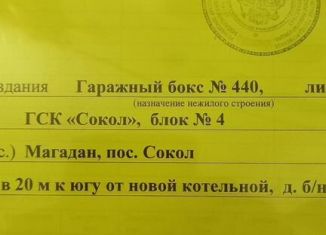 здания Гаражный бокс № 440, ли
(назначение нежилого строения)
ГСК «Сокол», блок № 4
с.) Магадан, пос. Сокол
в 20 м к югу от новой котельной, д. б/н